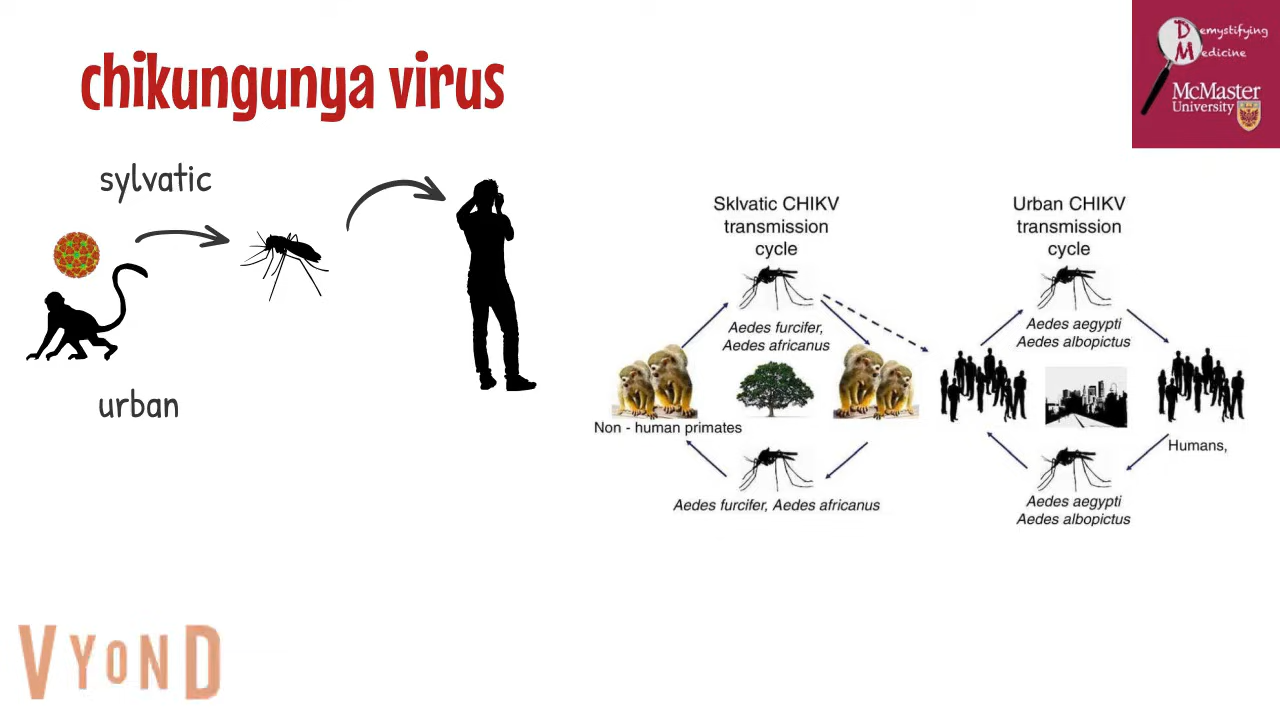 chikungunya virus
Demystifying
Medicine
McMaster
University
sylvatic
urban
Sklvatic CHIKV
transmission
cycle
Aedes furcifer,
Aedes africanus
Non - human primates
Aedes furcifer, Aedes africanus
Urban CHIKV
transmission
cycle
Aedes aegypti
Aedes albopictus
Humans,
Aedes aegypti
Aedes albopictus
VYOND